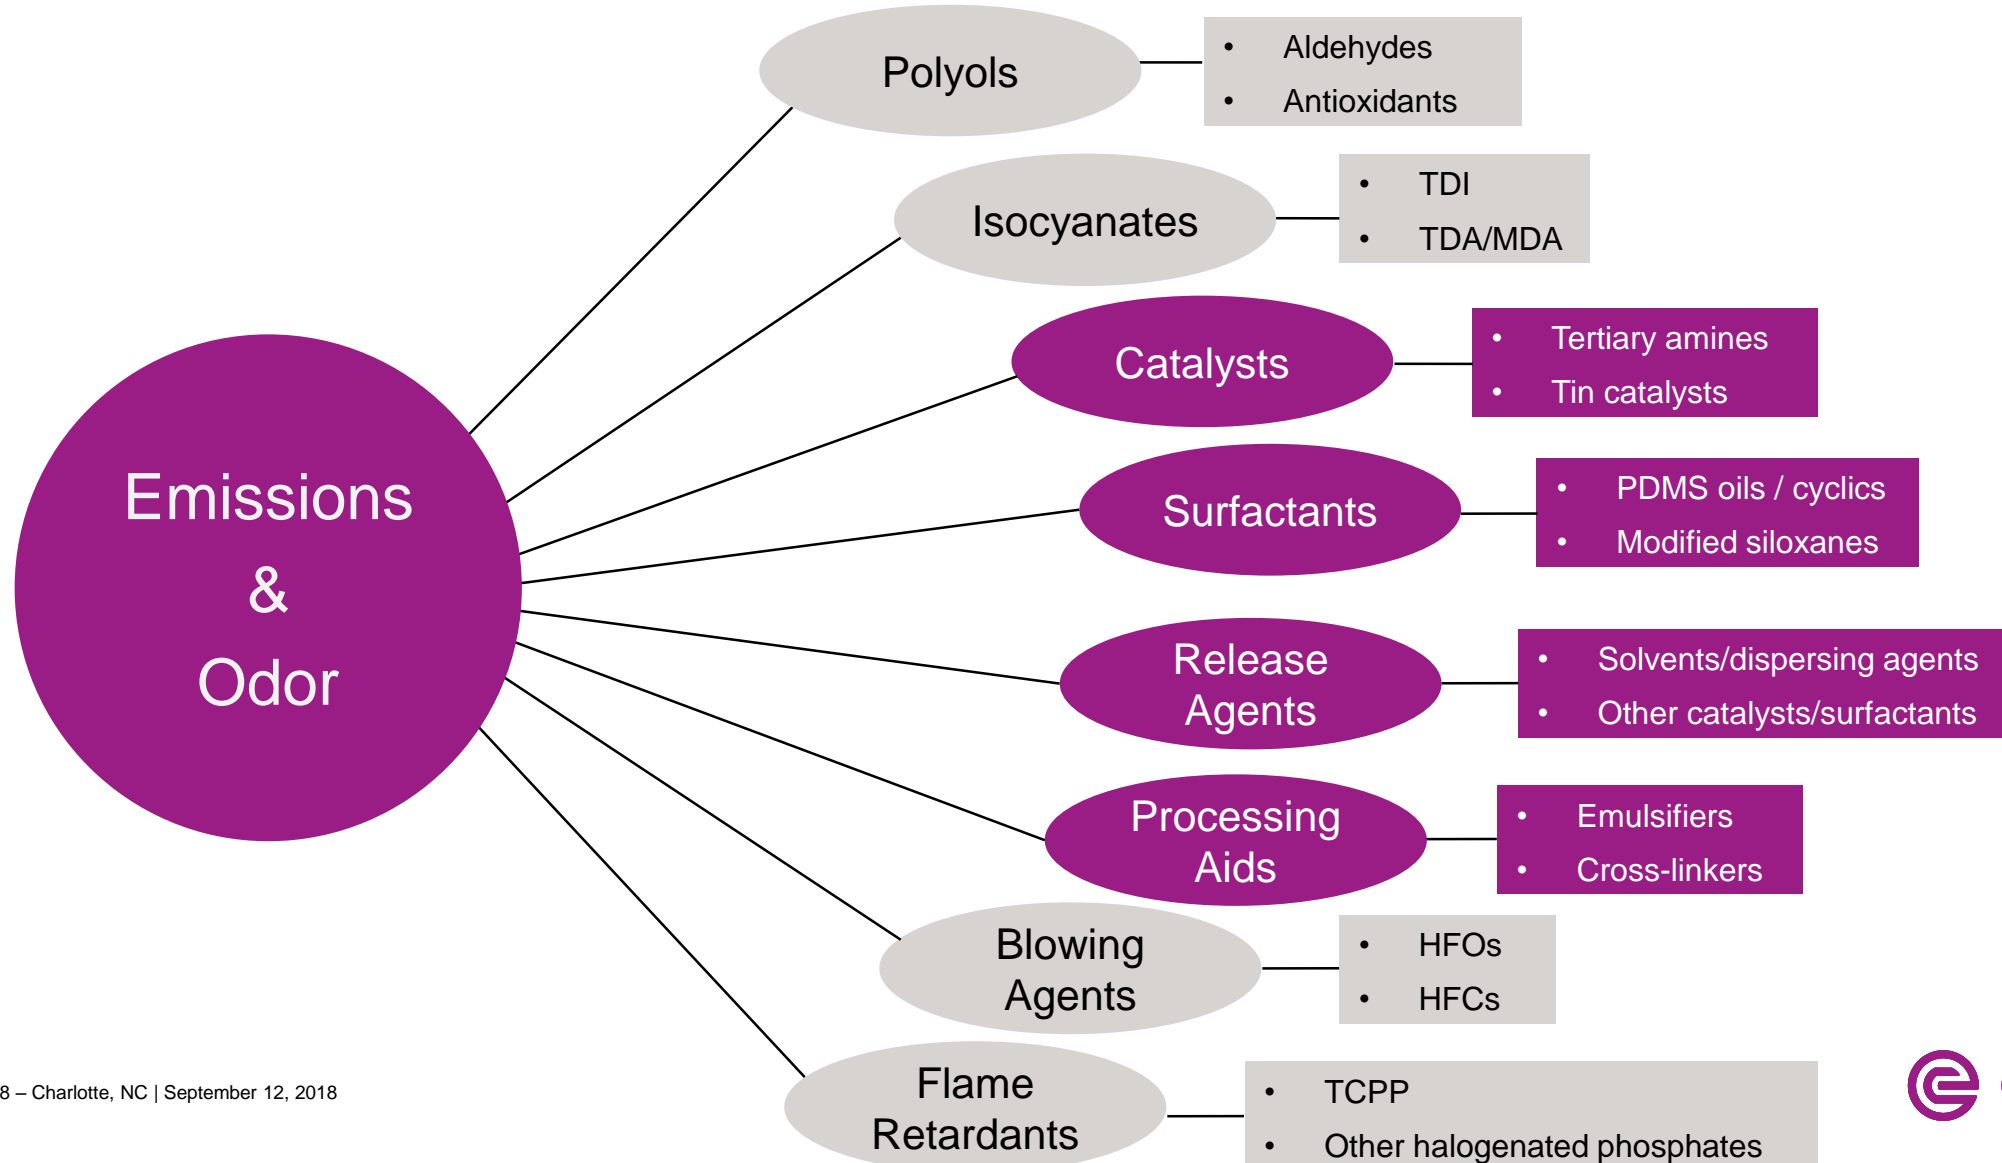 Polyols
• Aldehydes
• Antioxidants
Isocyanates
• TDI
• TDA/MDA
Catalysts
• Tertiary amines
• Tin catalysts
Emissions
&
Odor
Surfactants
• PDMS oils / cyclics
• Modified siloxanes
Release
Agents
• Solvents/dispersing agents
• Other catalysts/surfactants
Processing
Aids
• Emulsifiers
• Cross-linkers
Blowing
Agents
• HFOs
• HFCs
Flame
Retardants
• TCPP
• Other halogenated phosphates
8 – Charlotte, NC | September 12, 2018